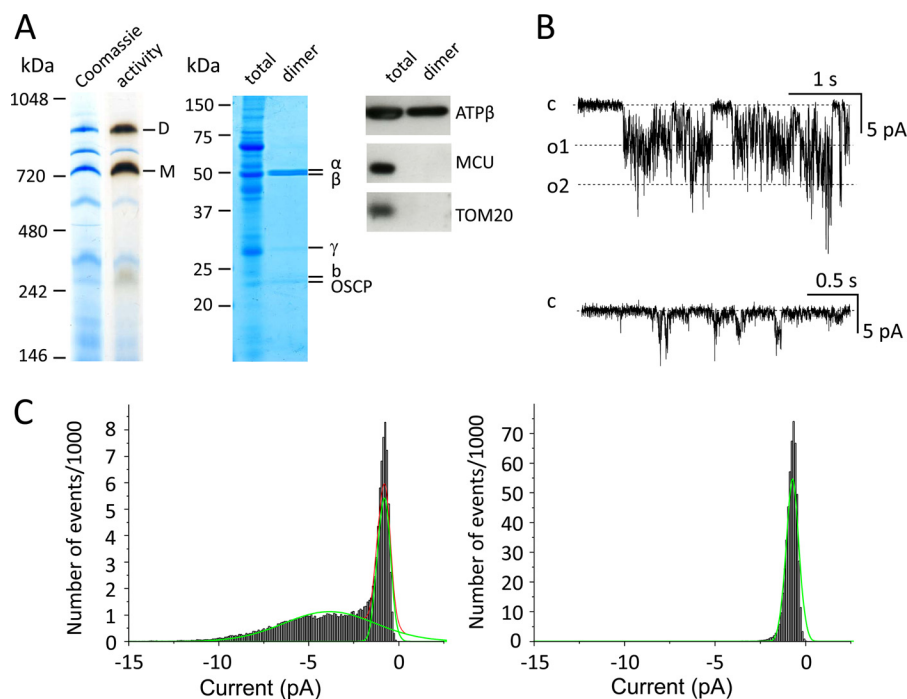 A
kDa
Coomassie
activity
1048
720
480
242
146
D
M
kDa
total
dimer
150
75
50
37
25
20
α
β
γ
b
OSCP
total
dimer
ATPβ
MCU
TOM20
B
1 s
5 pA
c
o1
o2
0.5 s
5 pA
c
C
Number of events/1000
8
7
6
5
4
3
2
1
0
-15
-10
-5
0
Current (pA)
Number of events/1000
70
60
50
40
30
20
10
0
-15
-10
-5
0
Current (pA)